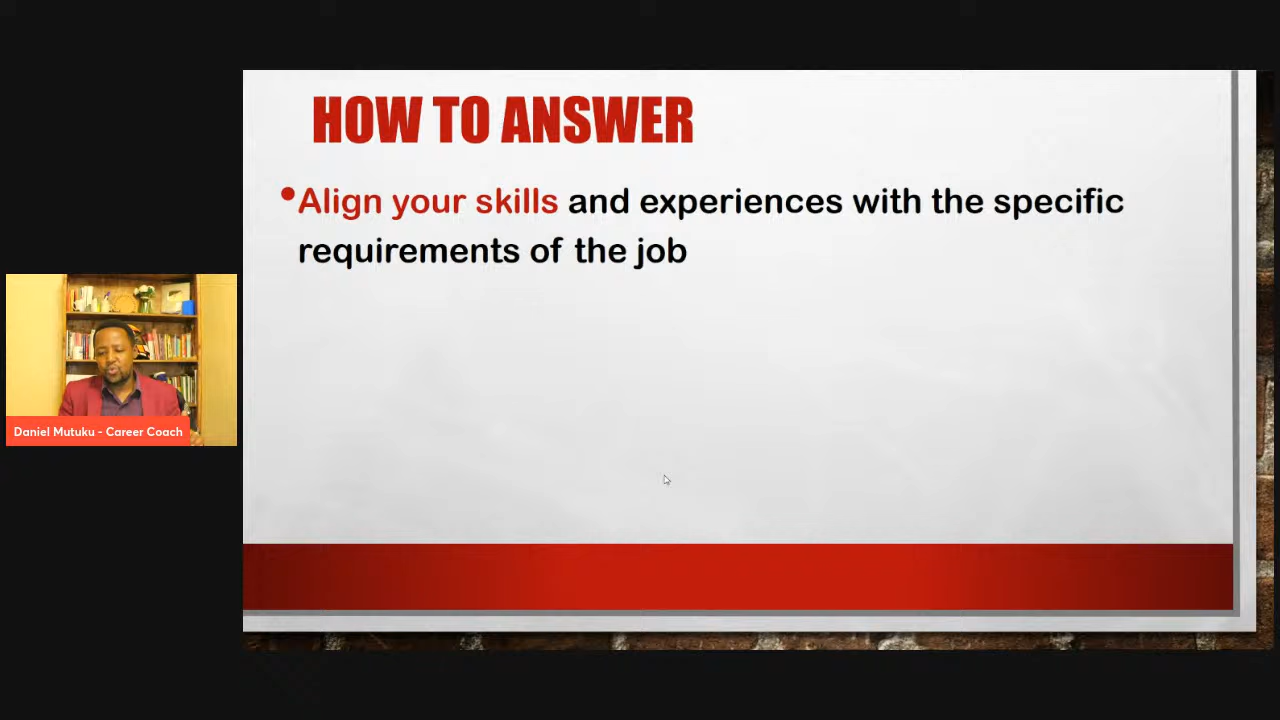 HOW TO ANSWER
•Align your skills and experiences with the specific
requirements of the job
Daniel Mutuku - Career Coach